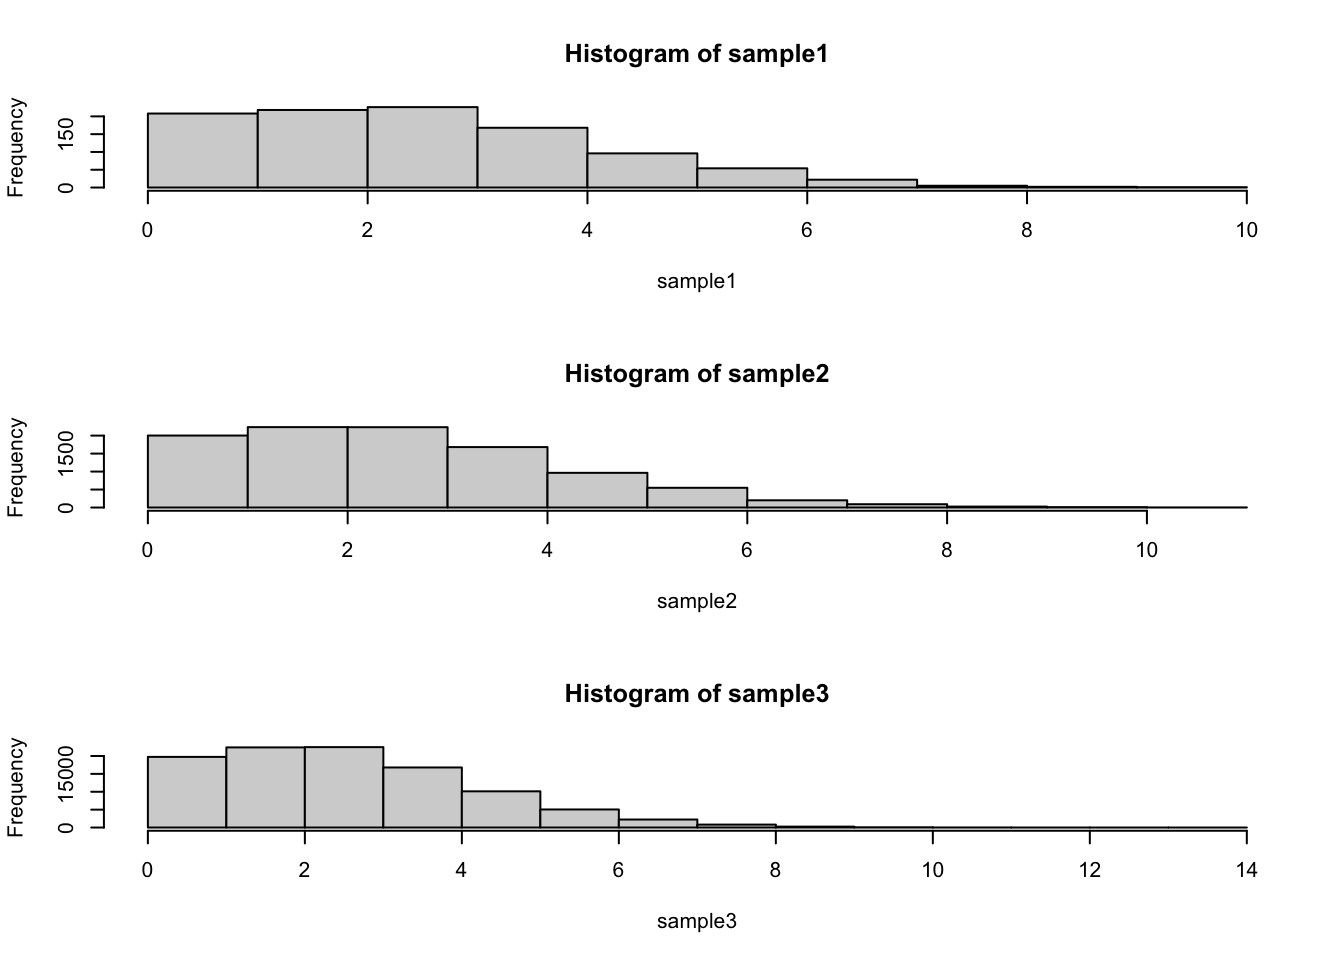 Histogram of sample1
Frequency
150
0
0 2 4 6 8 10
sample1
Histogram of sample2
Frequency
1500
0
0 2 4 6 8 10
sample2
Histogram of sample3
Frequency
15000
0
0 2 4 6 8 10 12 14
sample3